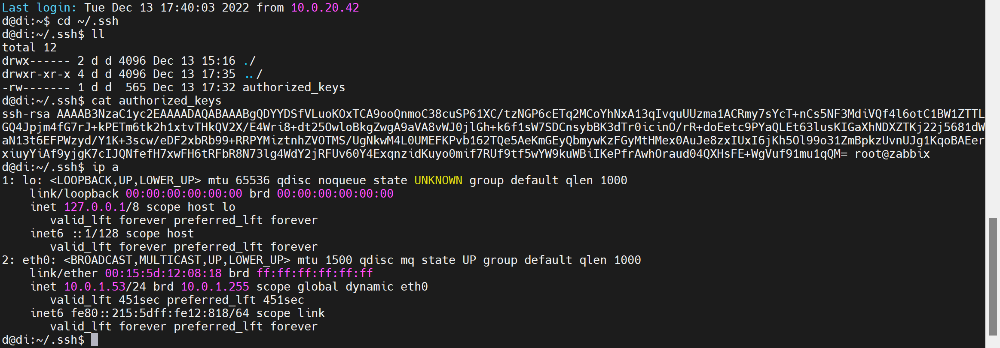 Last login: Tue Dec 13 17:40:03 2022 from 10.0.20.42
d@di:~$ cd ~/.ssh
d@di:~/.ssh$ ll
total 12
drwx------ 2 d d 4096 Dec 13 15:16 ./
drwxr-xr-x 4 d d 4096 Dec 13 17:35 ../
-rw------- 1 d d  565 Dec 13 17:32 authorized_keys
d@di:~/.ssh$ cat authorized_keys
ssh-rsa AAAAB3NzaC1yc2EAAAADAQABAAABgQDYYDSfVLuoKOxTCA9ooQnmoC38cuSP61XC/tzNGP6cETq2MCoYhNxA13qIvquUUzma1ACRmy7sYcT+nCs5NF3MdiVQf4l6otC1BW1ZTTL
GQ4Jpjm4fG7rJ+kPETm6tk2h1xtvTHkQV2X/E4Wri8+dt25OwloBkgZwgA9aVA8vWJ0jlGh+k6f1sW7SDCnsybBK3dTr0icinO/rR+doEetc9PYaQLEt63lusKIGaXhNDXZTKj22j5681dW
aN13t6EFPWzyd/Y1K+3scw/eDF2xbRb99+RRPYMiztnhZVOTMS/UgNkwM4L0UMEFKPvb162TQe5AeKmGEyQbmywKzFGyMtHMex0AuJe8zxIUxI6jKh5Ol99o31ZmBpkzUvnUJg1KqoBAEer
xiuyYiAf9yjgK7cIJQNfefH7xwFH6tRFbR8N73lg4WdY2jRFUv60Y4ExqnzidKuyo0mif7RUf9tf5wYW9kuWBiIKePfrAwhOraud04QXHsFE+WgVuf91mu1qQM= root@zabbix
d@di:~/.ssh$ ip a
1: lo: <LOOPBACK,UP,LOWER_UP> mtu 65536 qdisc noqueue state UNKNOWN group default qlen 1000
    link/loopback 00:00:00:00:00:00 brd 00:00:00:00:00:00
    inet 127.0.0.1/8 scope host lo
       valid_lft forever preferred_lft forever
    inet6 ::1/128 scope host
       valid_lft forever preferred_lft forever
2: eth0: <BROADCAST,MULTICAST,UP,LOWER_UP> mtu 1500 qdisc mq state UP group default qlen 1000
    link/ether 00:15:5d:12:08:18 brd ff:ff:ff:ff:ff:ff
    inet 10.0.1.53/24 brd 10.0.1.255 scope global dynamic eth0
       valid_lft 451sec preferred_lft 451sec
    inet6 fe80::215:5dff:fe12:818/64 scope link
       valid_lft forever preferred_lft forever
d@di:~/.ssh$